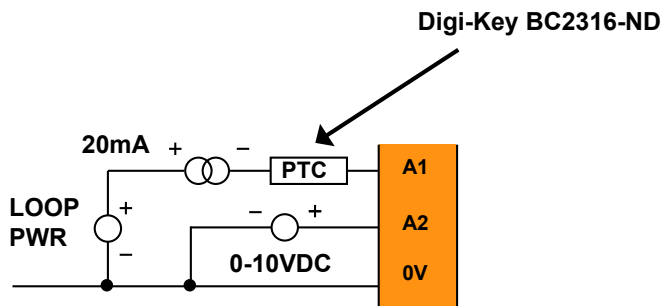 Digi-Key BC2316-ND
20mA + −
PTC
A1
LOOP
PWR
+
−
− +
A2
0-10VDC
0V